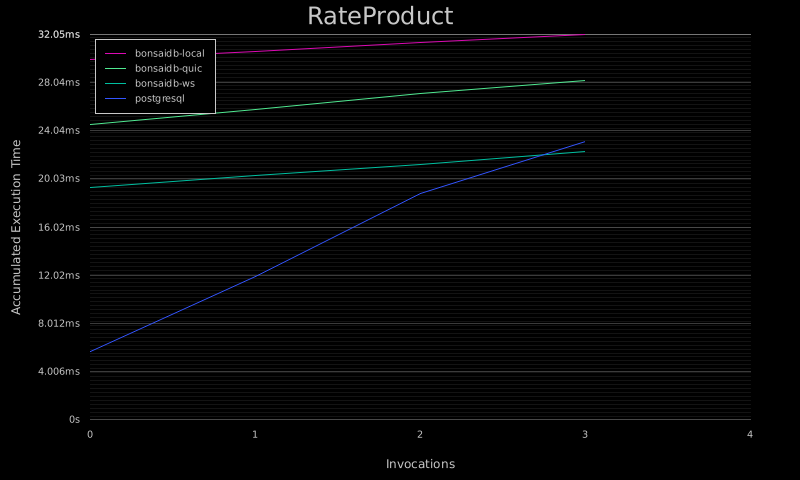 RateProduct
32.05ms
28.04ms
24.04ms
20.03ms
16.02ms
12.02ms
8.012ms
4.006ms
0s
bonsaidb-local
bonsaidb-quic
bonsaidb-ws
postgresql
Accumulated Execution Time
0 1 2 3 4
Invocations